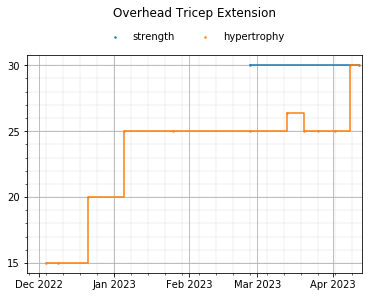 Overhead Tricep Extension
strength hypertrophy
30
25
20
15
Dec 2022 Jan 2023 Feb 2023 Mar 2023 Apr 2023